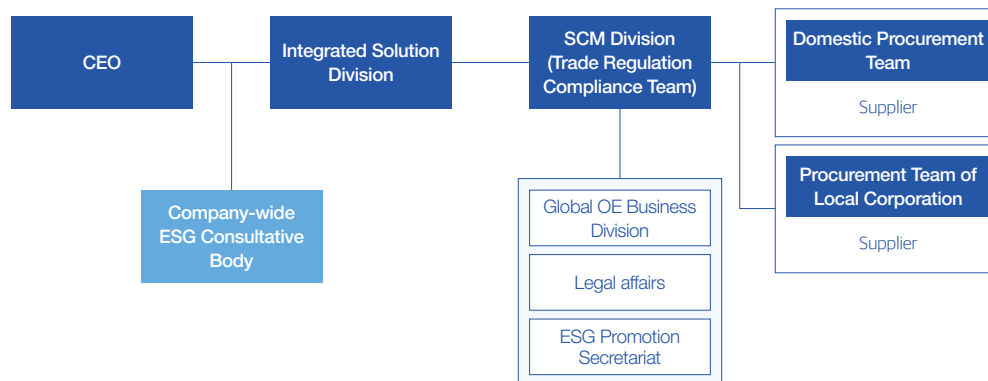 CEO
Integrated Solution
Division
SCM Division
(Trade Regulation
Compliance Team)
Domestic Procurement
Team
Supplier
Procurement Team of
Local Corporation
Supplier
Company-wide
ESG Consultative
Body
Global OE Business
Division
Legal affairs
ESG Promotion
Secretariat